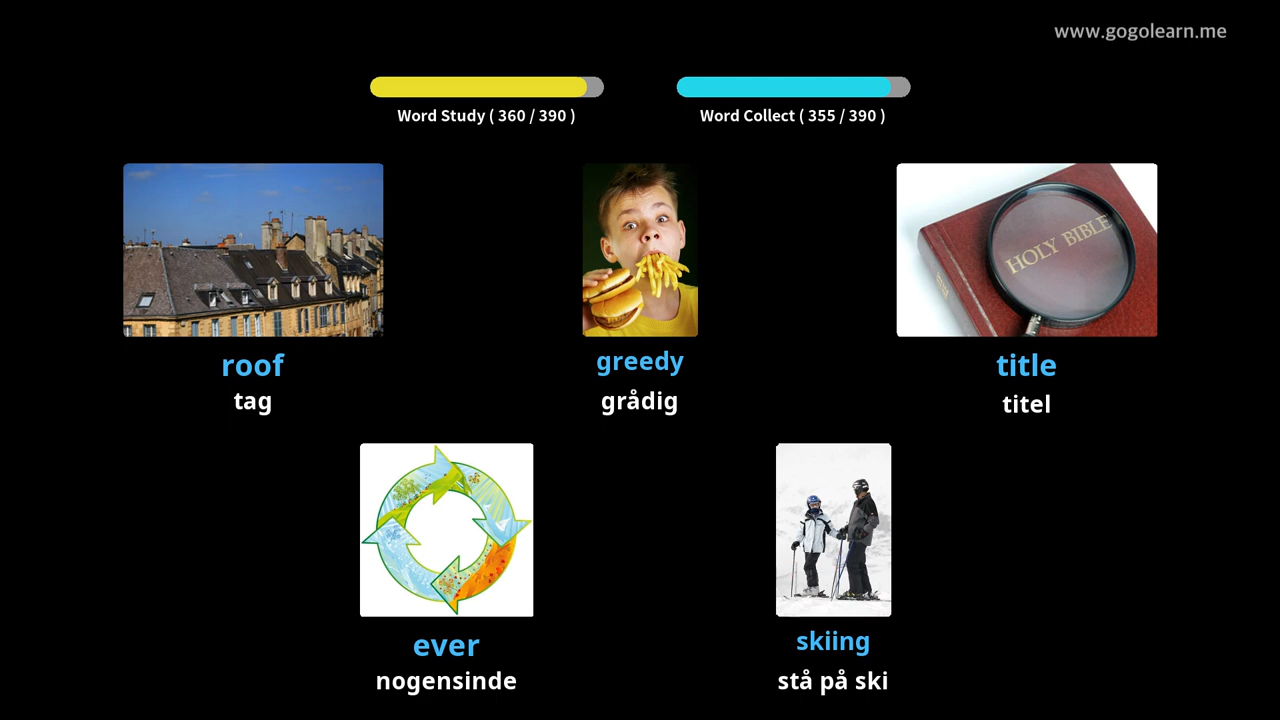 www.gogolearn.me
Word Study ( 360 / 390 )
Word Collect ( 355 / 390 )
HOLY BIBLE
roof
tag
greedy
grådig
title
titel
ever
nogensinde
skiing
stå på ski